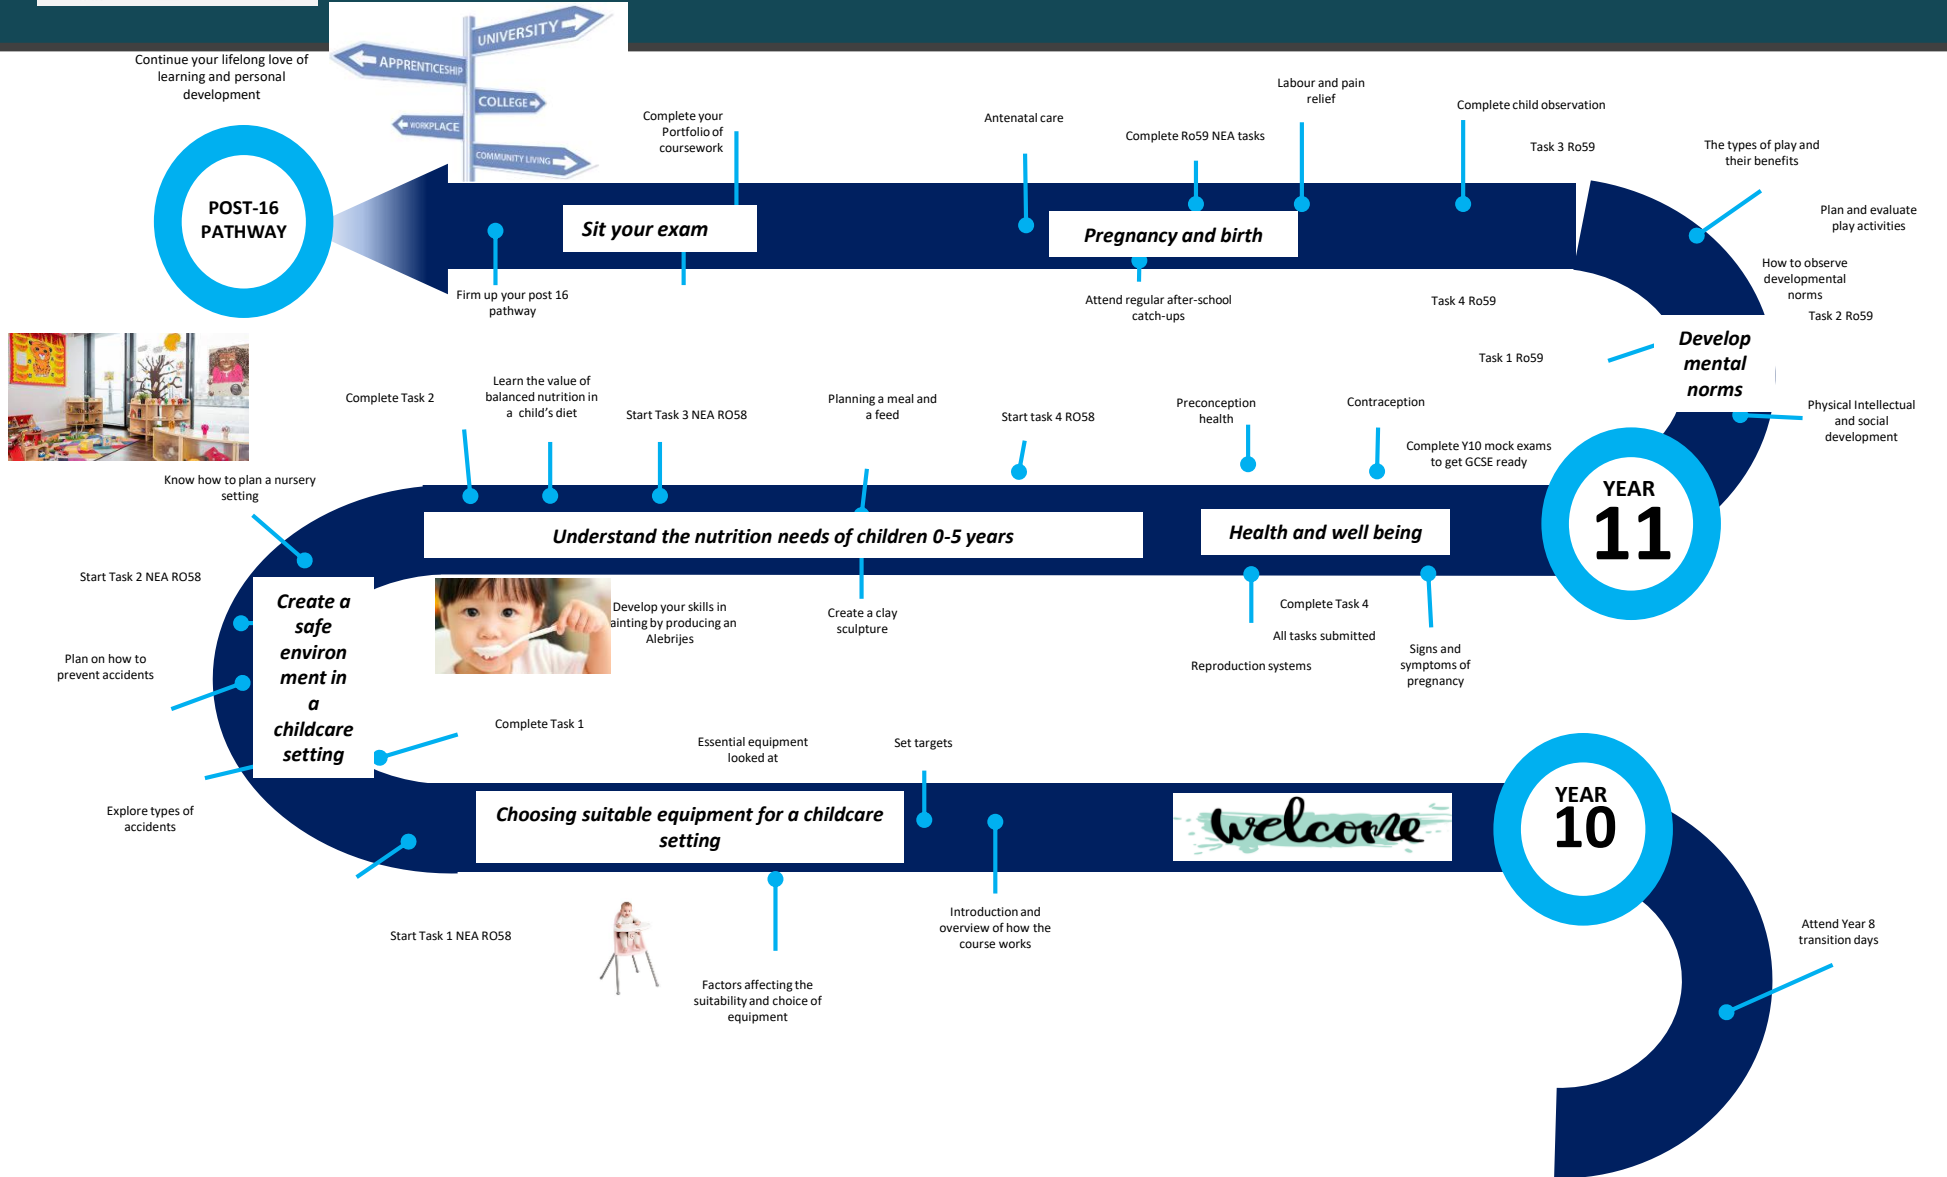 UNIVERSITY
APPRENTICESHIP
COLLEGE
WORKPLACE
COMMUNITY LIVING
Continue your lifelong love of
learning and personal
development
POST-16
PATHWAY
Complete your
Portfolio of
coursework
Sit your exam
Firm up your post 16
pathway
Antenatal care
Complete Ro59 NEA tasks
Labour and pain
relief
Complete child observation
Task 3 Ro59
Pregnancy and birth
Attend regular after-school
catch-ups
Task 4 Ro59
The types of play and
their benefits
Plan and evaluate
play activities
How to observe
developmental
norms
Task 2 Ro59
Task 1 Ro59
Develop
mental
norms
Physical Intellectual
and social
development
Complete Task 2
Learn the value of
balanced nutrition in
a child's diet
Start Task 3 NEA RO58
Planning a meal and
a feed
Start task 4 RO58
Preconception
health
Contraception
Complete Y10 mock exams
to get GCSE ready
YEAR
11
Know how to plan a nursery
setting
Understand the nutrition needs of children 0-5 years
Health and well being
Start Task 2 NEA RO58
Create a
safe
environ
ment in
a
childcare
setting
Develop your skills in
ainting by producing an
Alebrijes
Create a clay
sculpture
Complete Task 4
All tasks submitted
Reproduction systems
Signs and
symptoms of
pregnancy
Plan on how to
prevent accidents
Complete Task 1
Essential equipment
looked at
Set targets
Explore types of
accidents
Choosing suitable equipment for a childcare
setting
welcome
YEAR
10
Start Task 1 NEA RO58
Factors affecting the
suitability and choice of
equipment
Introduction and
overview of how the
course works
Attend Year 8
transition days